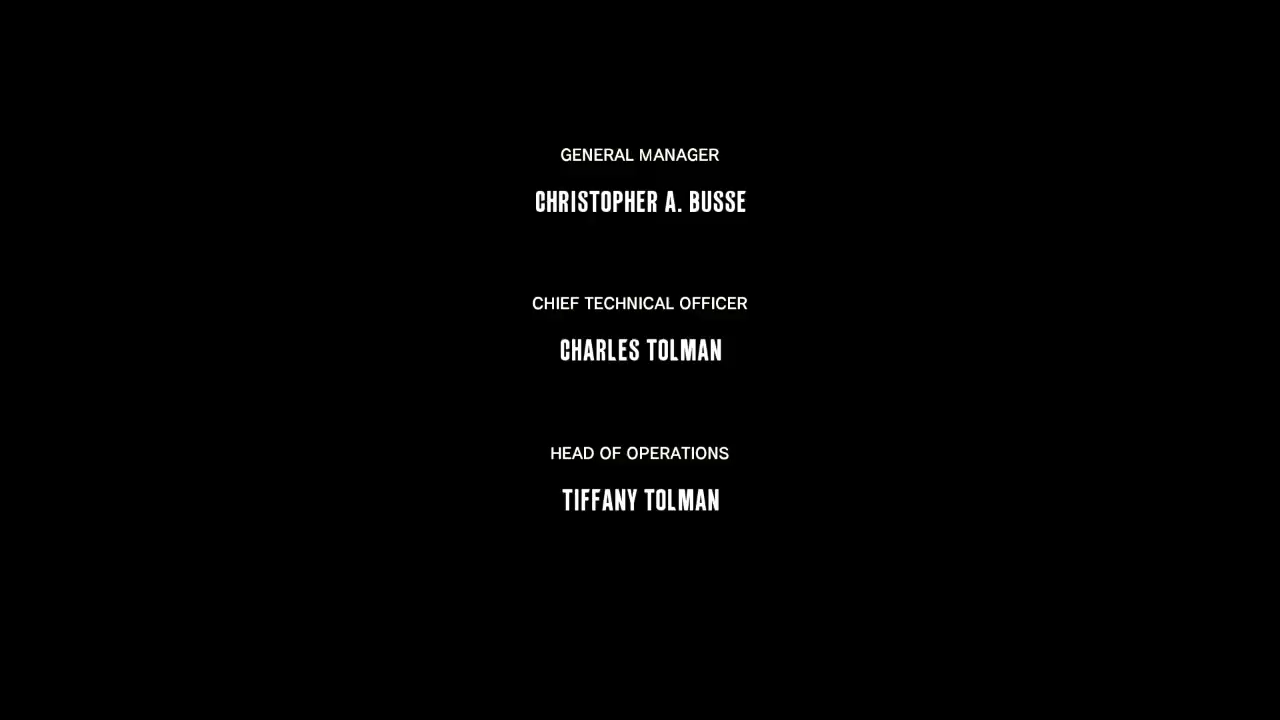 GENERAL MANAGER
CHRISTOPHER A. BUSSE
CHIEF TECHNICAL OFFICER
CHARLES TOLMAN
HEAD OF OPERATIONS
TIFFANY TOLMAN